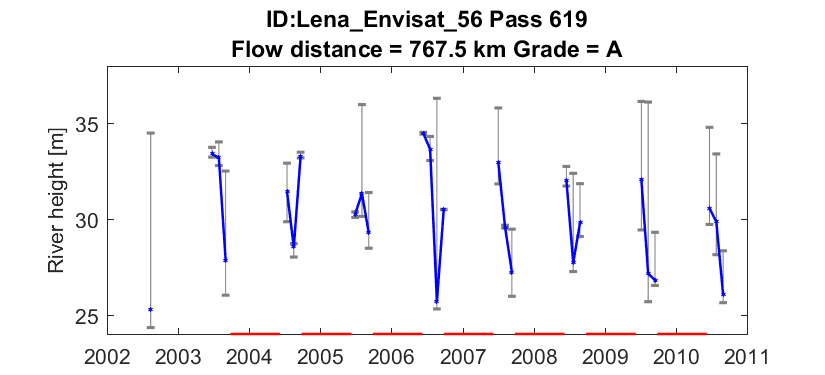 ID:Lena_Envisat_56 Pass 619
Flow distance = 767.5 km Grade = A
River height [m]
35
30
25
2002 2003 2004 2005 2006 2007 2008 2009 2010 2011